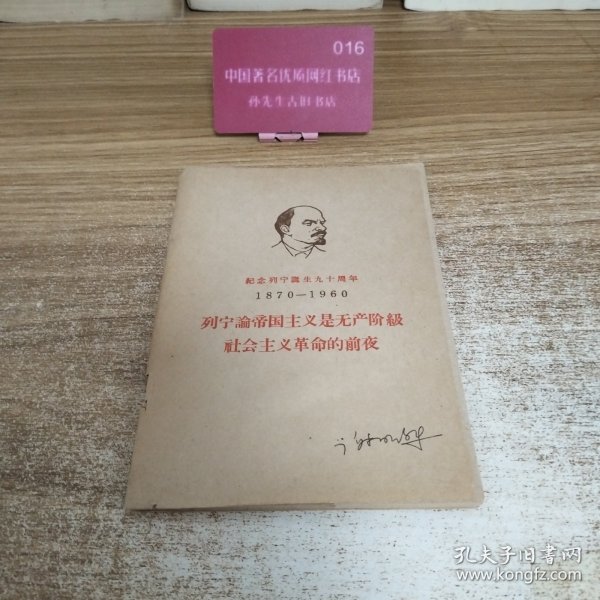 016
中国著名优质网红书店
孙先生古旧书店
紀念列宁誕生九十周年
1870—1960
列宁論帝国主义是无产阶級
社会主义革命的前夜
孔夫子旧書网
www.kongfz.com